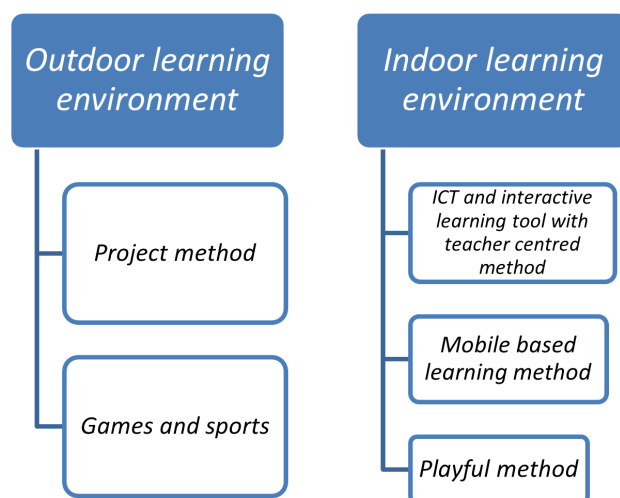 Outdoor learning
environment
Project method
Games and sports
Indoor learning
environment
ICT and interactive
learning tool with
teacher centred
method
Mobile based
learning method
Playful method